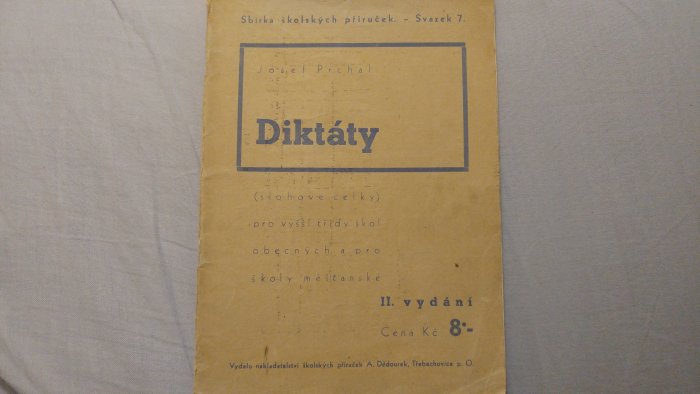 Sbírka školských příruček. - Svazek 7.
Josef Prchal
Diktáty
(slohové celky)
pro vyšší třídy škol
obecných a pro
školy měšťanské
II. vydání
Cena Kč 8·-
Vydalo nakladatelství školských příruček A. Dědourek, Třebechovice p. O.